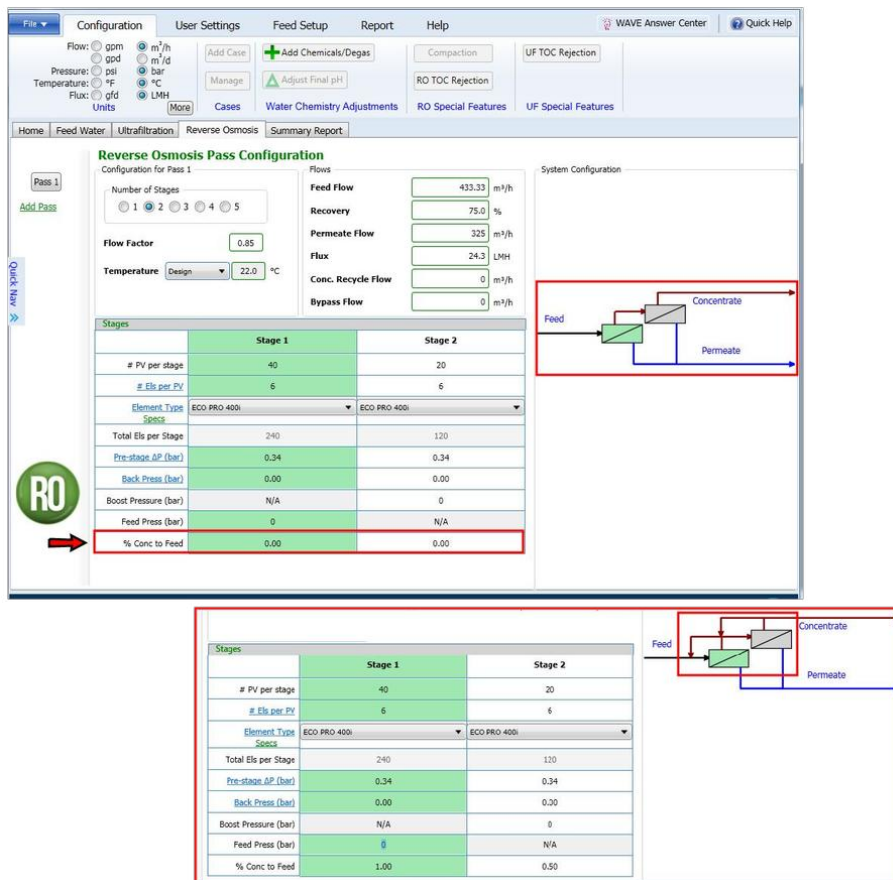 File Configuration User Settings Feed Setup Report Help WAVE Answer Center Quick Help
Flow: gpm m³/h
gpd m³/d
Pressure: psi bar
Temperature: °F °C
Flux: gfd LMH
Units More
Add Case
Manage
Cases
Add Chemicals/Degas
Adjust Final pH
Water Chemistry Adjustments
Compaction
RO TOC Rejection
RO Special Features
UF TOC Rejection
UF Special Features
Home Feed Water Ultrafiltration Reverse Osmosis Summary Report
Reverse Osmosis Pass Configuration
Pass 1
Add Pass
Quick Nav »
Configuration for Pass 1
Number of Stages
1 2 3 4 5
Flow Factor 0.85
Temperature Design 22.0 °C
Flows
Feed Flow 433.33 m³/h
Recovery 75.0 %
Permeate Flow 325 m³/h
Flux 24.3 LMH
Conc. Recycle Flow 0 m³/h
Bypass Flow 0 m³/h
System Configuration
Feed
Concentrate
Permeate
Stages
Stage 1 Stage 2
# PV per stage 40 20
# Els per PV 6 6
Element Type ECO PRO 400i ECO PRO 400i
Specs
Total Els per Stage 240 120
Pre-stage ΔP (bar) 0.34 0.34
Back Press (bar) 0.00 0.00
Boost Pressure (bar) N/A 0
Feed Press (bar) 0 N/A
% Conc to Feed 0.00 0.00
RO
Stages
Stage 1 Stage 2
# PV per stage 40 20
# Els per PV 6 6
Element Type ECO PRO 400i ECO PRO 400i
Specs
Total Els per Stage 240 120
Pre-stage ΔP (bar) 0.34 0.34
Back Press (bar) 0.00 0.00
Boost Pressure (bar) N/A 0
Feed Press (bar) 0 N/A
% Conc to Feed 1.00 0.50
Feed
Concentrate
Permeate